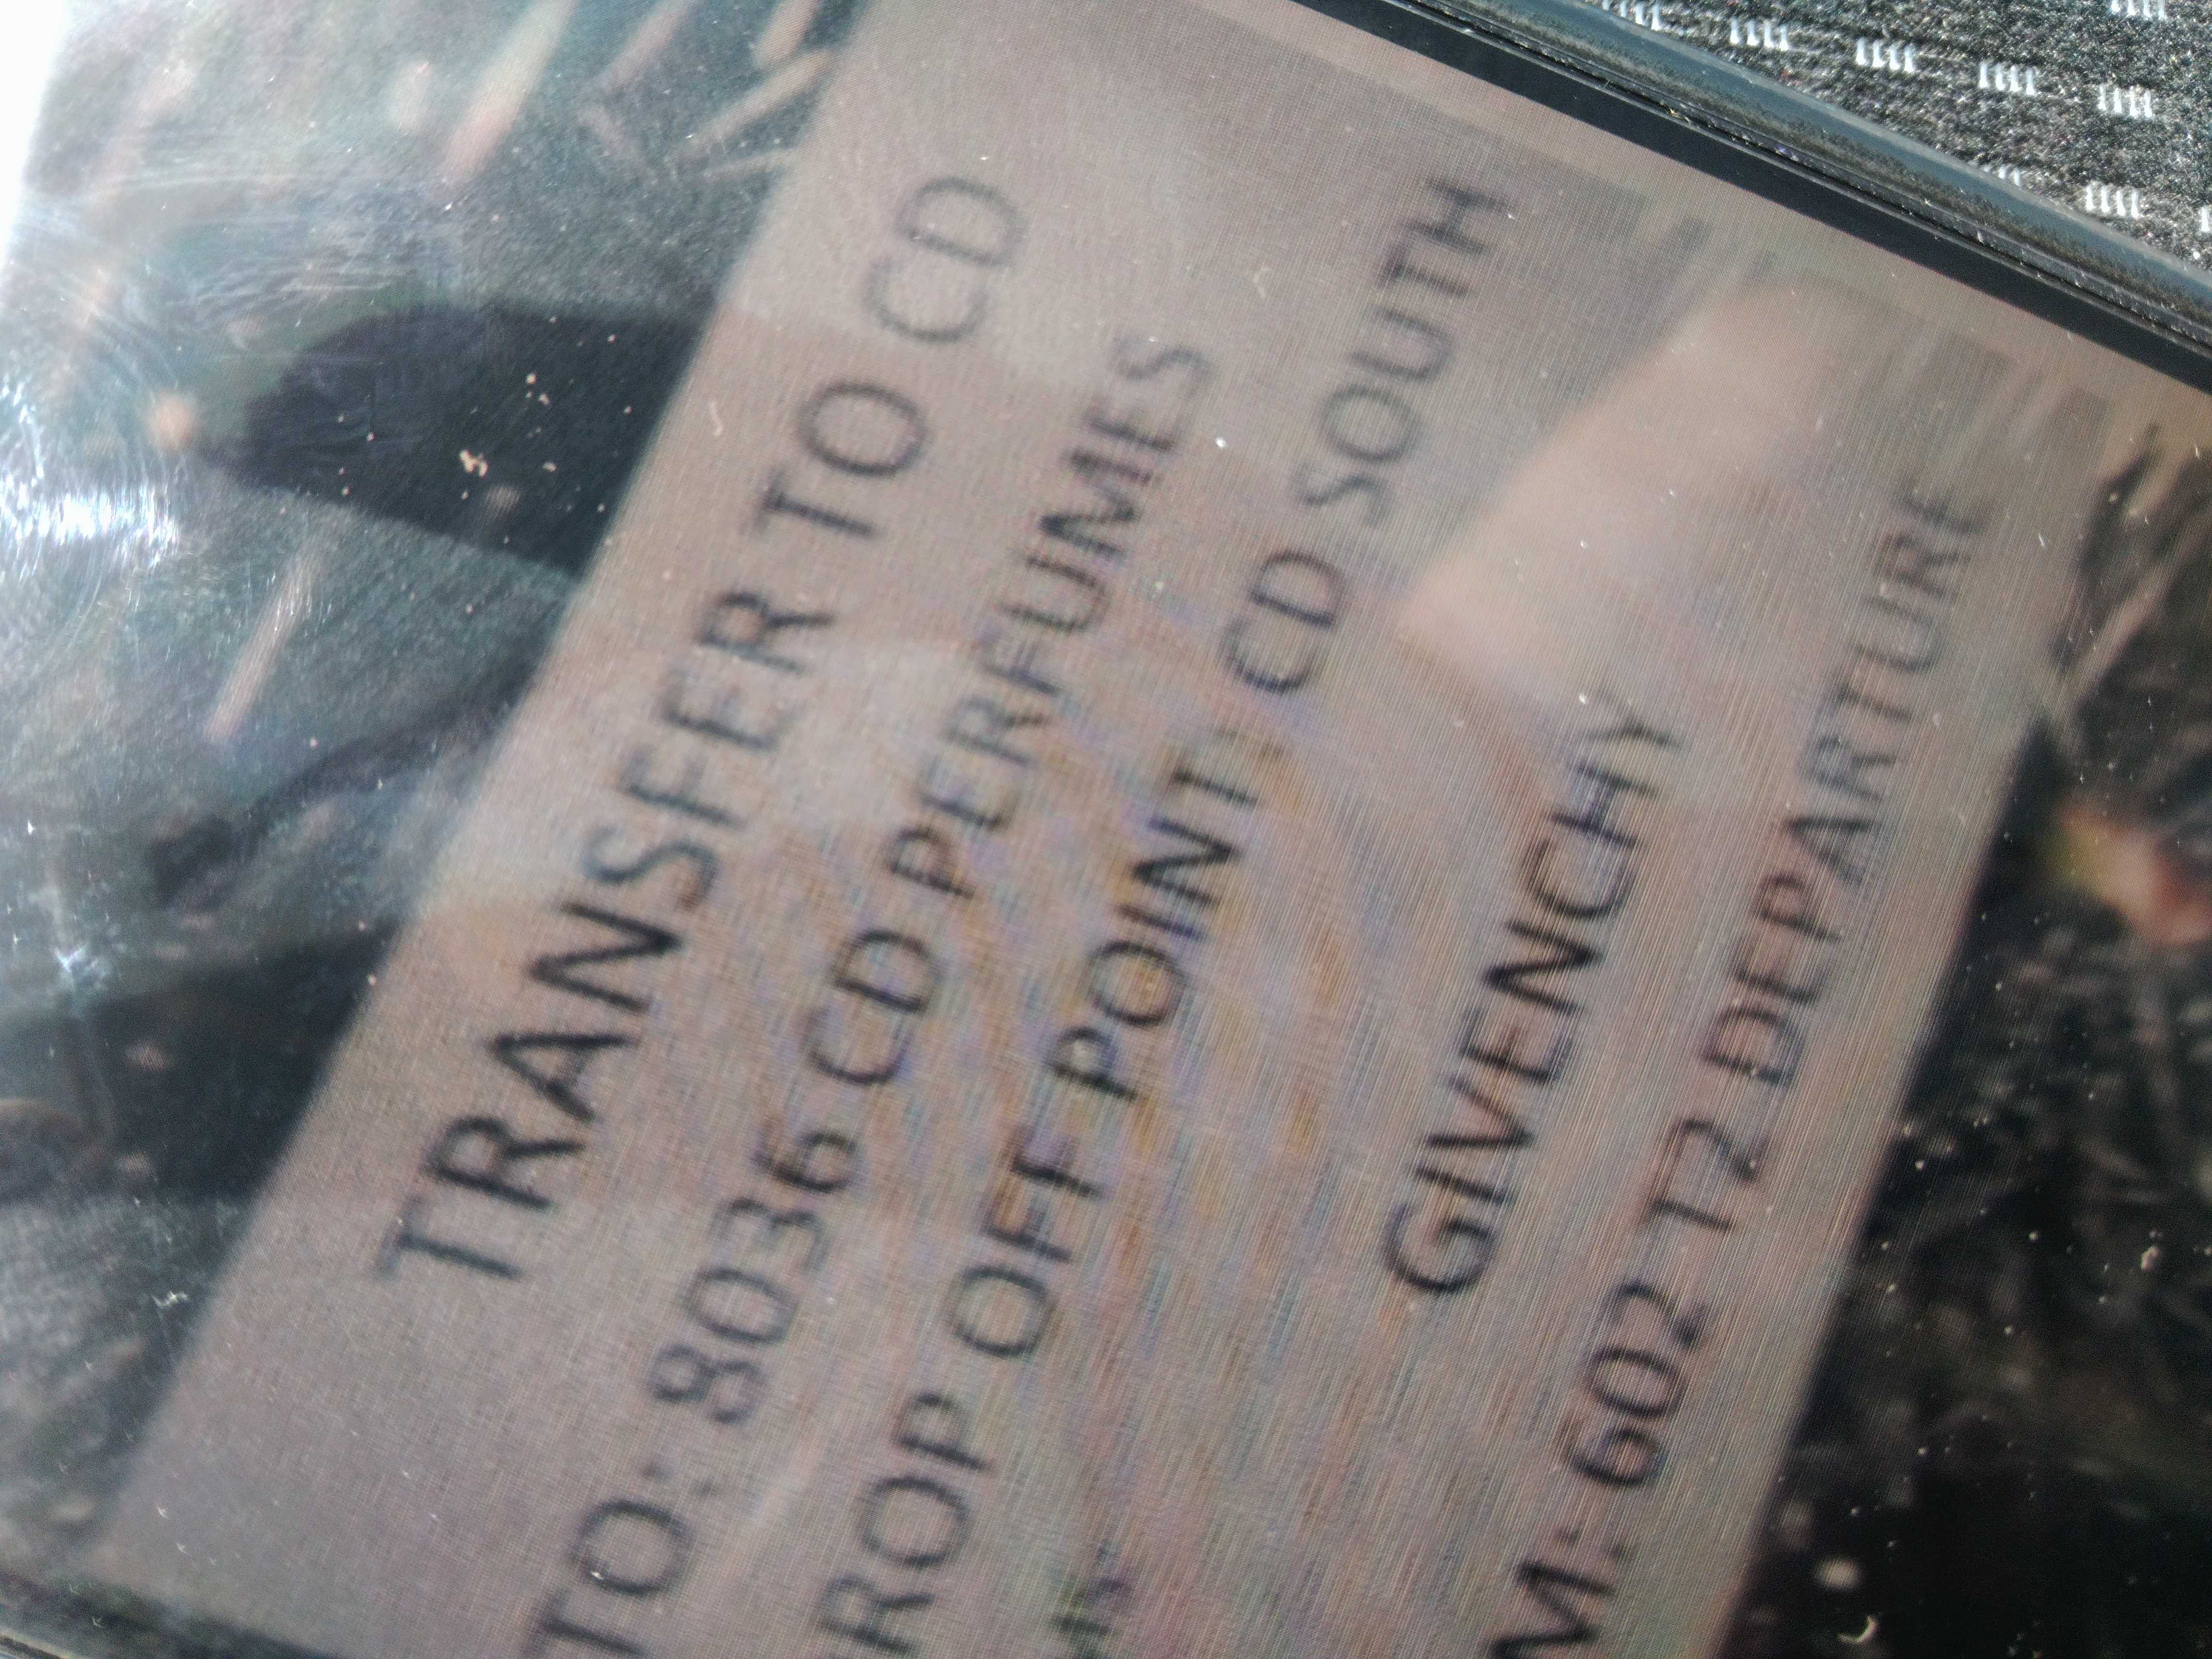 TRANSFER TO CD
TO: 8036 CD PERFUMES
ROP OFF POINT: CD SOUTH
GIVENCHY
M: 602 T2 DEPARTURE